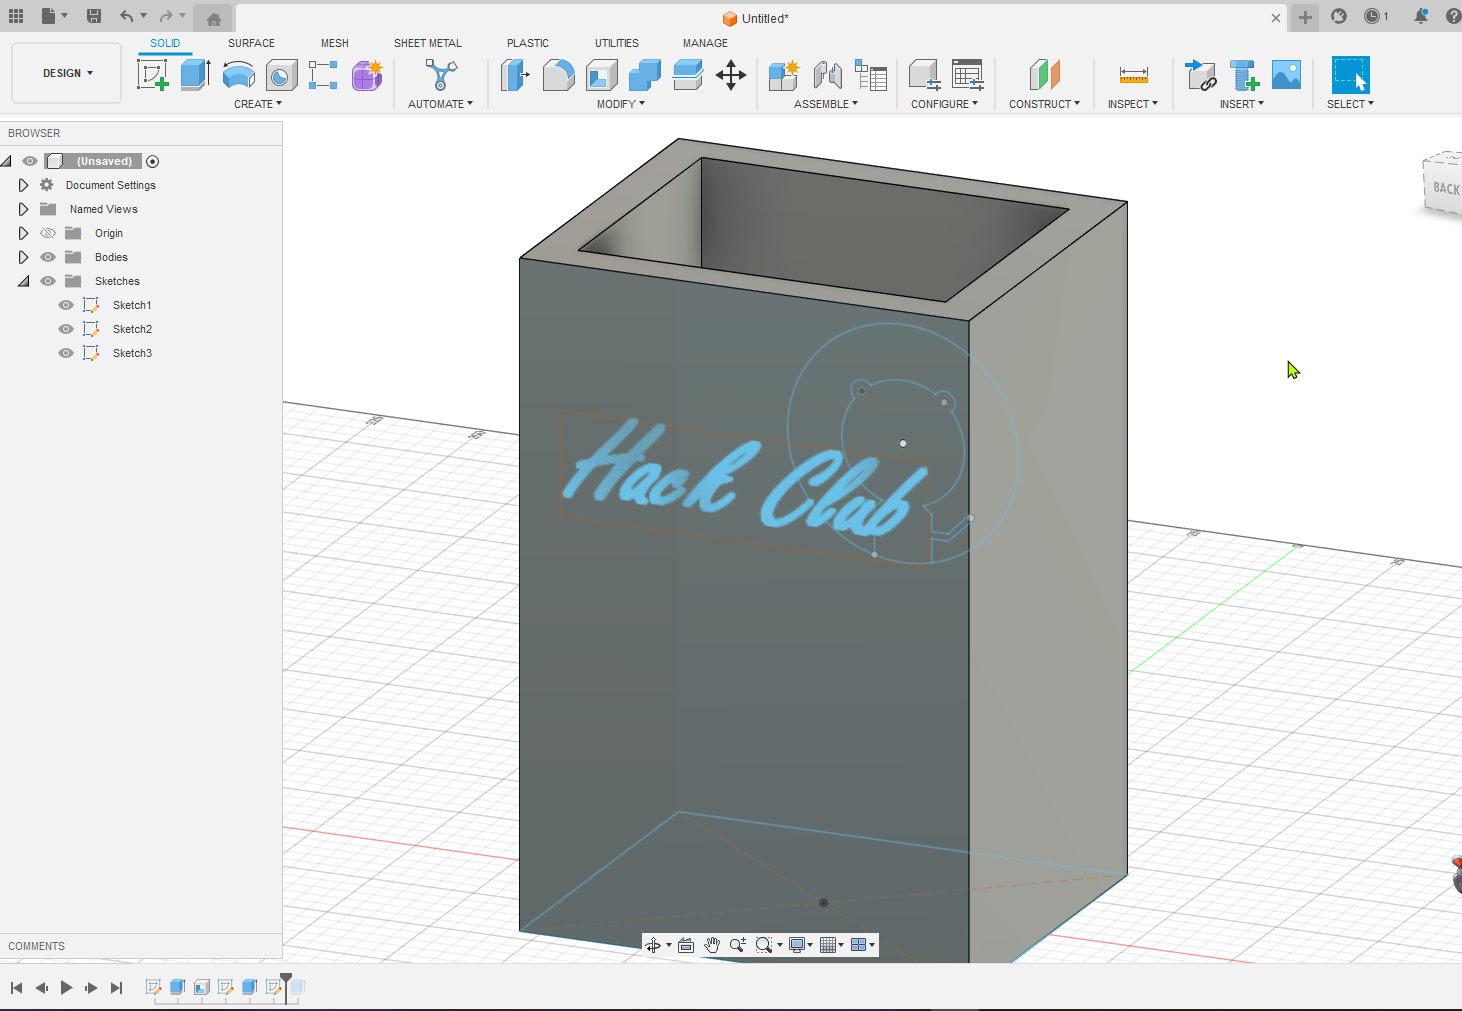 Untitled*
1
DESIGN
SOLID
SURFACE
MESH
SHEET METAL
PLASTIC
UTILITIES
MANAGE
CREATE
AUTOMATE
MODIFY
ASSEMBLE
CONFIGURE
CONSTRUCT
INSPECT
INSERT
SELECT
BROWSER
(Unsaved)
Document Settings
Named Views
Origin
Bodies
Sketches
Sketch1
Sketch2
Sketch3
BACK
Hack Club
COMMENTS